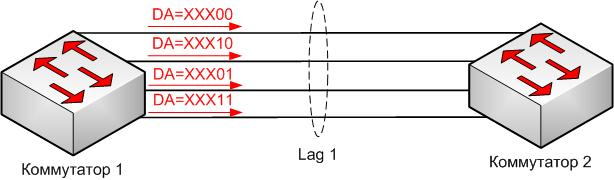 DA=XXX00
DA=XXX10
DA=XXX01
DA=XXX11
Lag 1
Коммутатор 1
Коммутатор 2